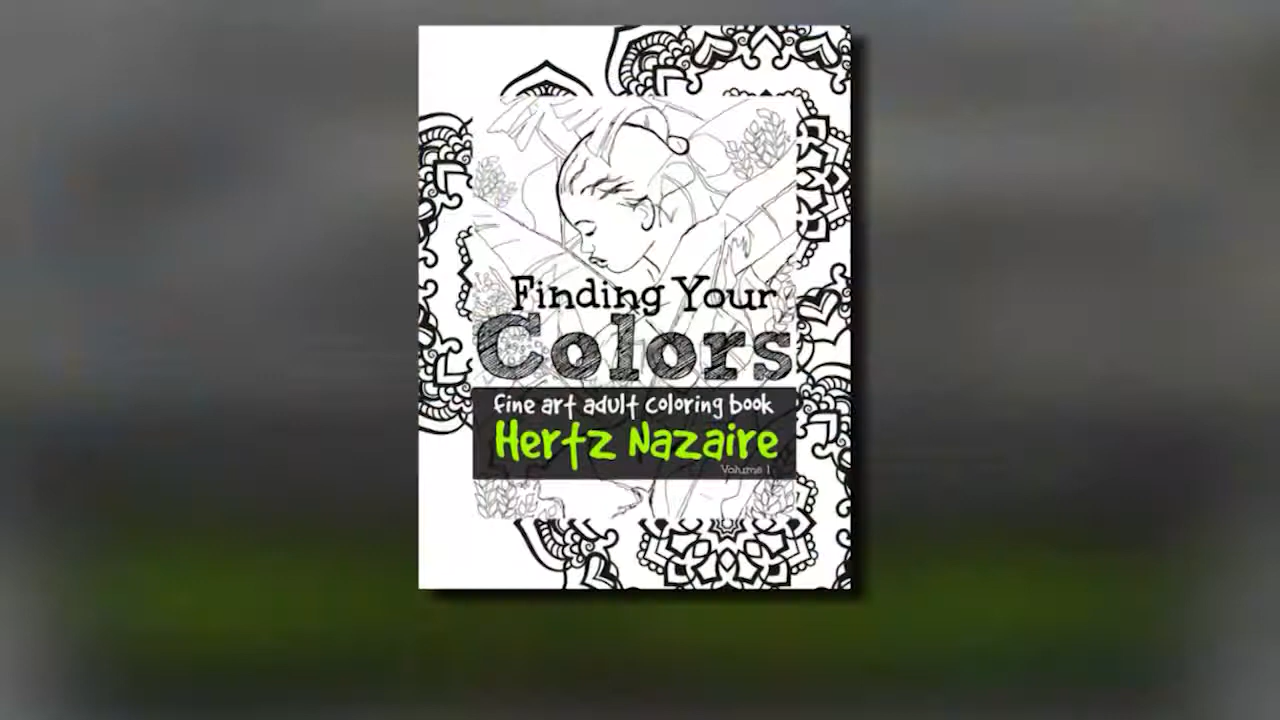 Finding Your
Colors
fine art adult coloring book
Hertz Nazaire
Volume 1